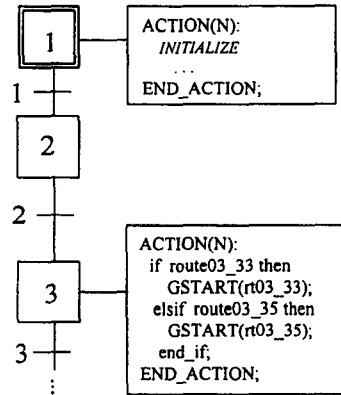 1
ACTION(N):
INITIALIZE
...
END_ACTION;
1
2
2
3
ACTION(N):
if route03_33 then
GSTART(rt03_33);
elsif route03_35 then
GSTART(rt03_35);
end_if;
END_ACTION;
3
⋮